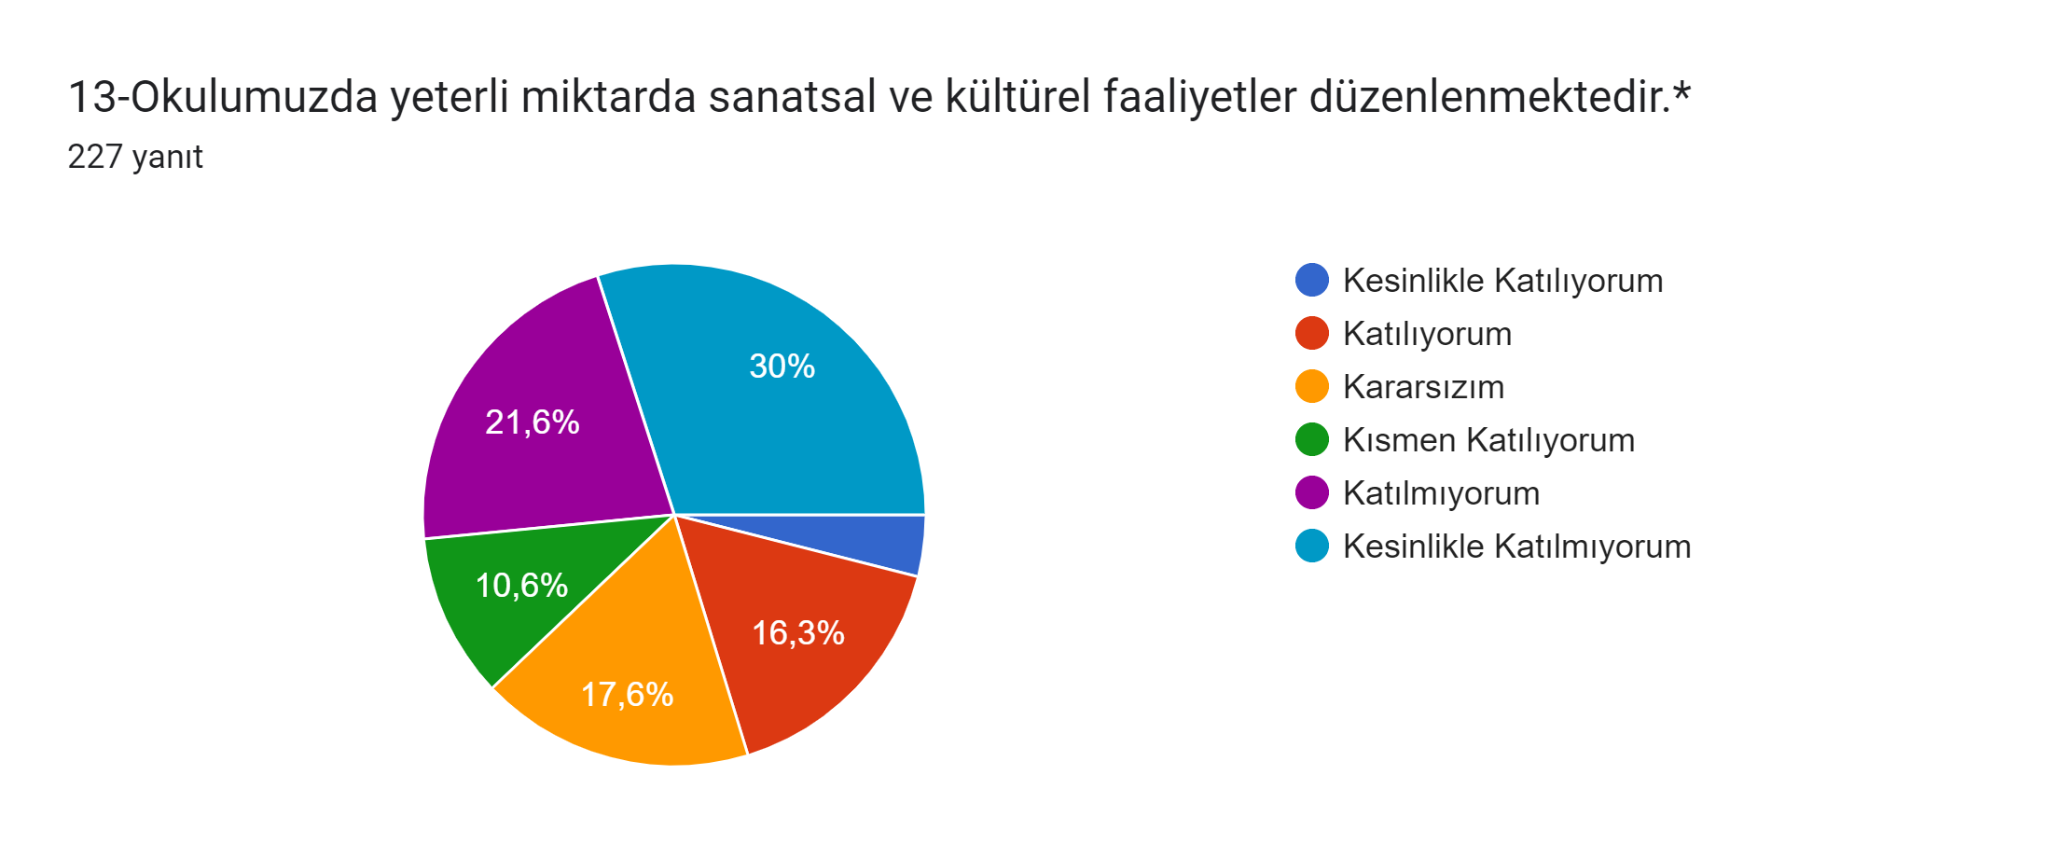 13-Okulumuzda yeterli miktarda sanatsal ve kültürel faaliyetler düzenlenmektedir.*
227 yanıt
30%
21,6%
10,6%
17,6%
16,3%
Kesinlikle Katılıyorum
Katılıyorum
Kararsızım
Kısmen Katılıyorum
Katılmıyorum
Kesinlikle Katılmıyorum